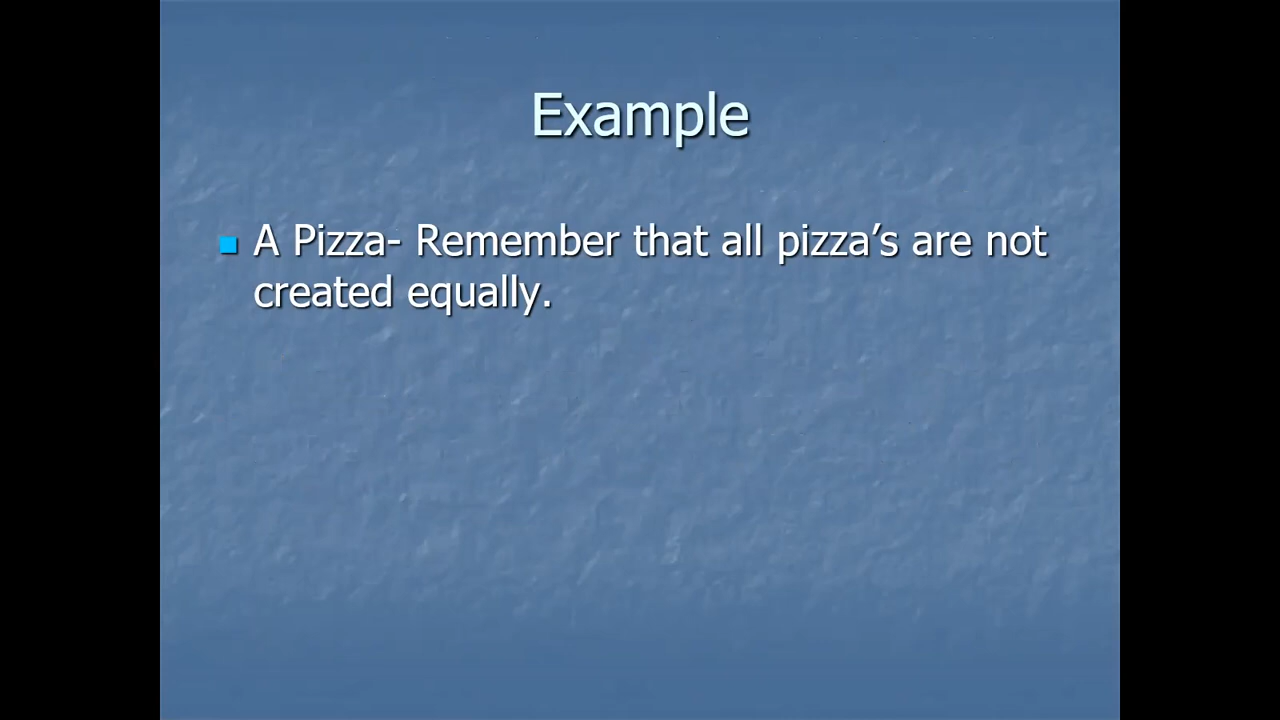 Example
A Pizza- Remember that all pizza’s are not
created equally.